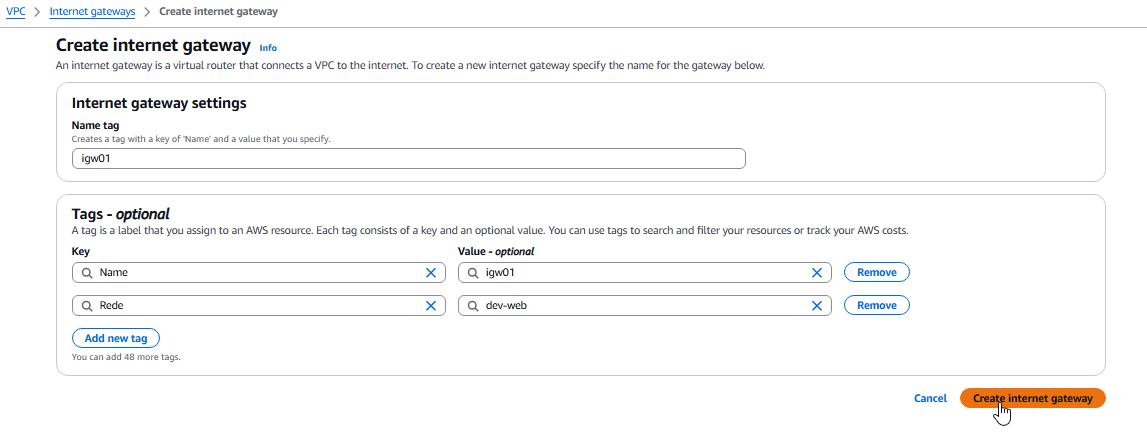 VPC > Internet gateways > Create internet gateway
Create internet gateway Info
An internet gateway is a virtual router that connects a VPC to the internet. To create a new internet gateway specify the name for the gateway below.
Internet gateway settings
Name tag
Creates a tag with a key of 'Name' and a value that you specify.
igw01
Tags - optional
A tag is a label that you assign to an AWS resource. Each tag consists of a key and an optional value. You can use tags to search and filter your resources or track your AWS costs.
Key Value - optional
Name igw01 Remove
Rede dev-web Remove
Add new tag
You can add 48 more tags.
Cancel Create internet gateway